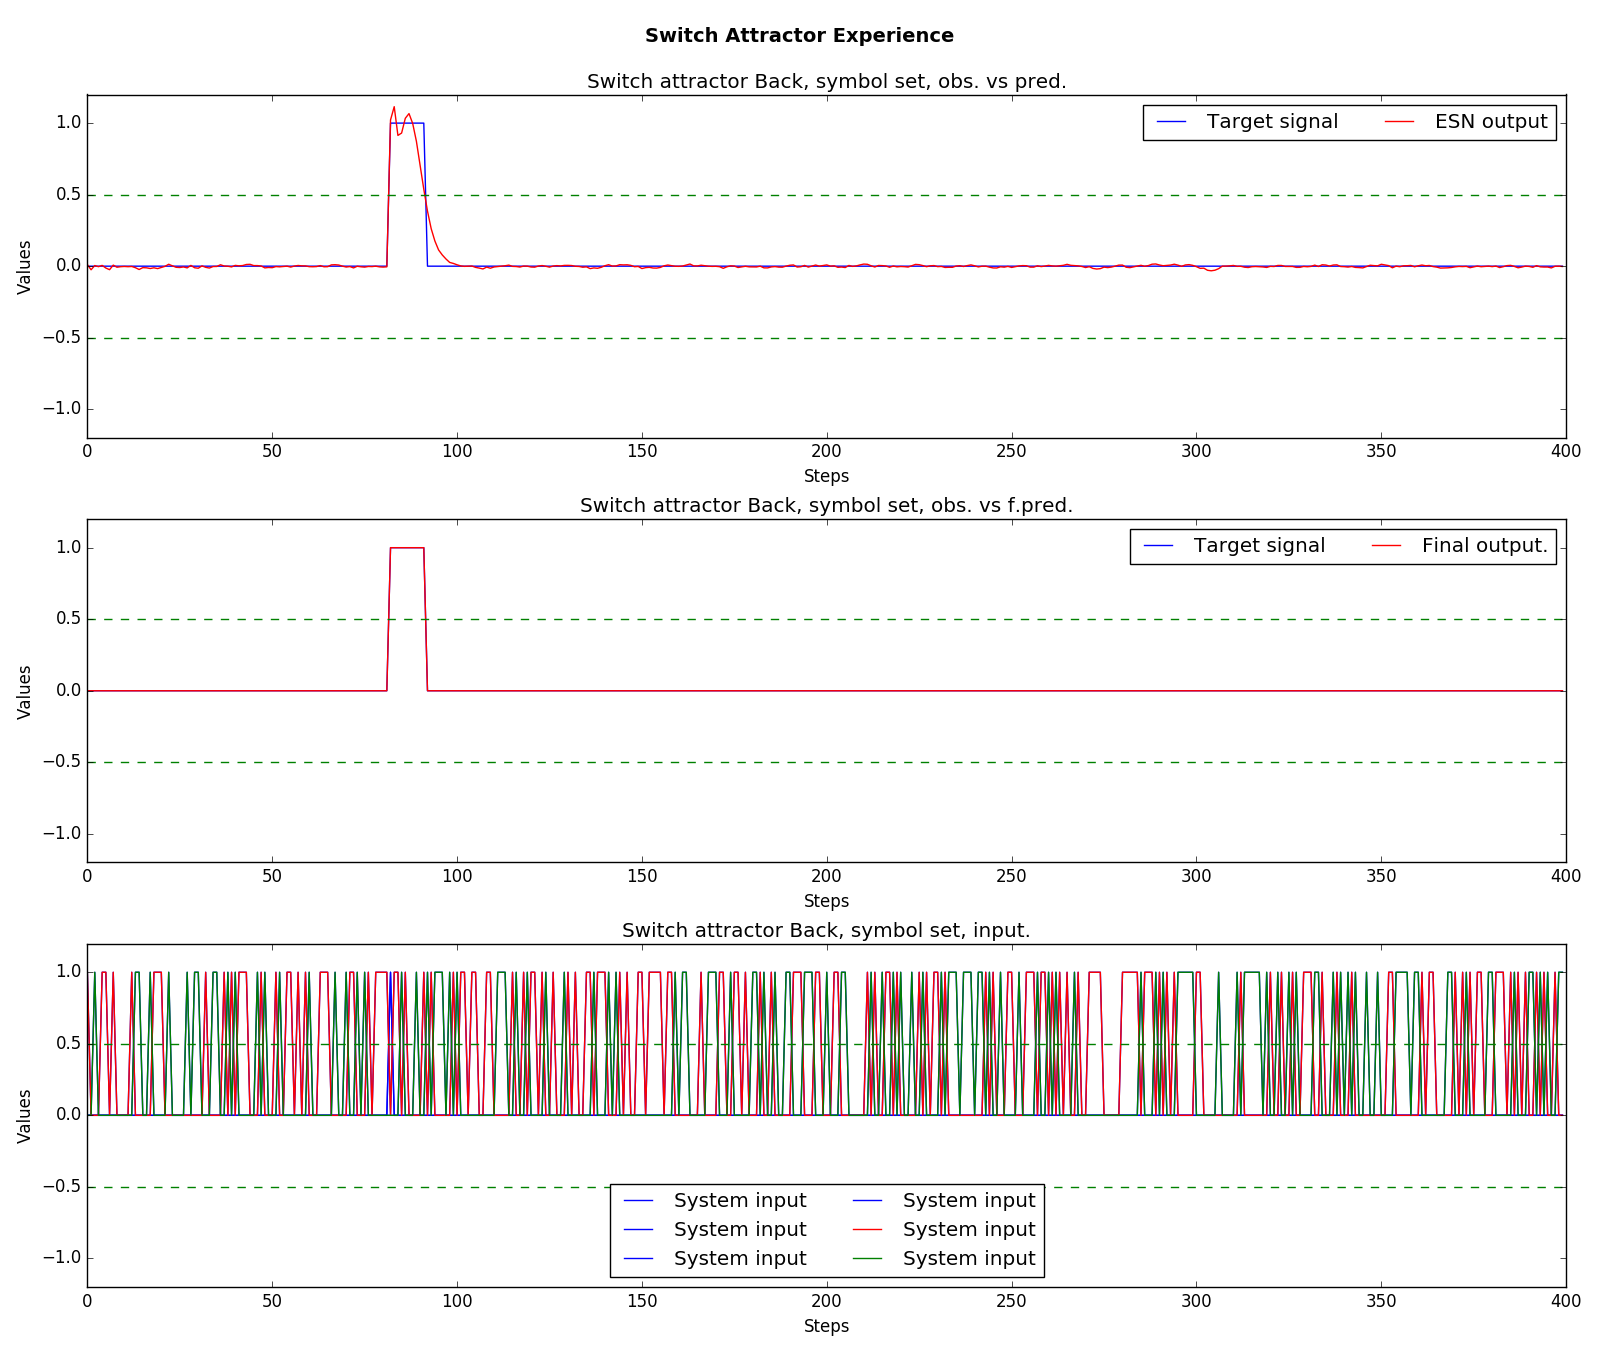 Switch Attractor Experience
Switch attractor Back, symbol set, obs. vs pred.
Target signal ESN output
1.0
0.5
0.0
−0.5
−1.0
Values
0 50 100 150 200 250 300 350 400
Steps
Switch attractor Back, symbol set, obs. vs f.pred.
Target signal Final output.
1.0
0.5
0.0
−0.5
−1.0
Values
0 50 100 150 200 250 300 350 400
Steps
Switch attractor Back, symbol set, input.
1.0
0.5
0.0
−0.5
−1.0
Values
System input System input
System input System input
System input System input
0 50 100 150 200 250 300 350 400
Steps